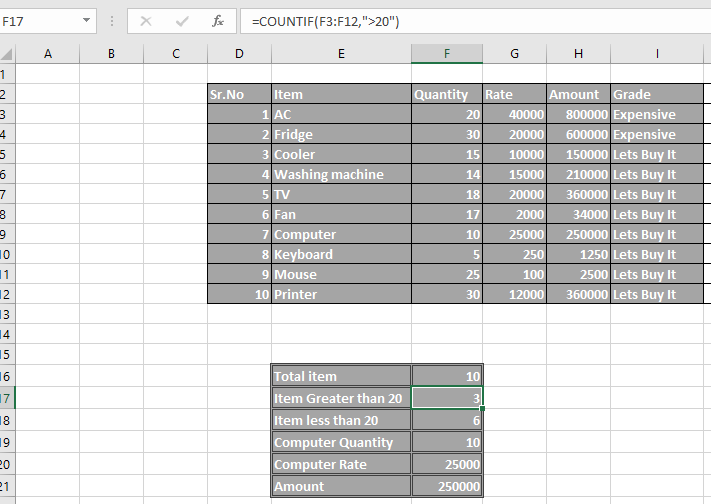 F17 fx =COUNTIF(F3:F12,">20")
A B C D E F G H I
1
2 Sr.No Item Quantity Rate Amount Grade
3 1 AC 20 40000 800000 Expensive
4 2 Fridge 30 20000 600000 Expensive
5 3 Cooler 15 10000 150000 Lets Buy It
6 4 Washing machine 14 15000 210000 Lets Buy It
7 5 TV 18 20000 360000 Lets Buy It
8 6 Fan 17 2000 34000 Lets Buy It
9 7 Computer 10 25000 250000 Lets Buy It
10 8 Keyboard 5 250 1250 Lets Buy It
11 9 Mouse 25 100 2500 Lets Buy It
12 10 Printer 30 12000 360000 Lets Buy It
13
14
15
16 Total item 10
17 Item Greater than 20 3
18 Item less than 20 6
19 Computer Quantity 10
20 Computer Rate 25000
21 Amount 250000